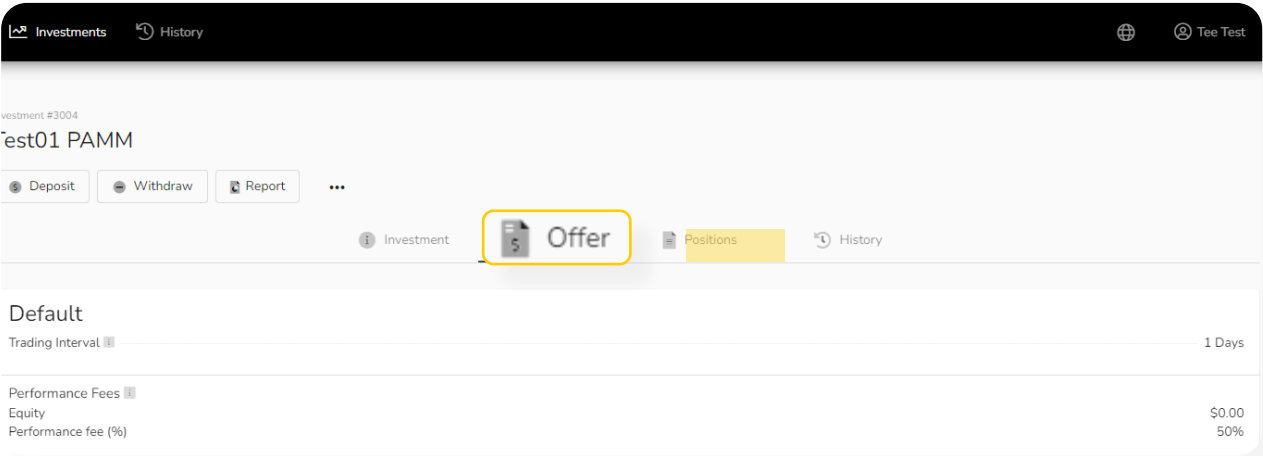 Investments History Tee Test
vestment #3004
Test01 PAMM
Deposit Withdraw Report •••
Investment Offer Positions History
Default
Trading Interval 1 Days
Performance Fees
Equity $0.00
Performance fee (%) 50%